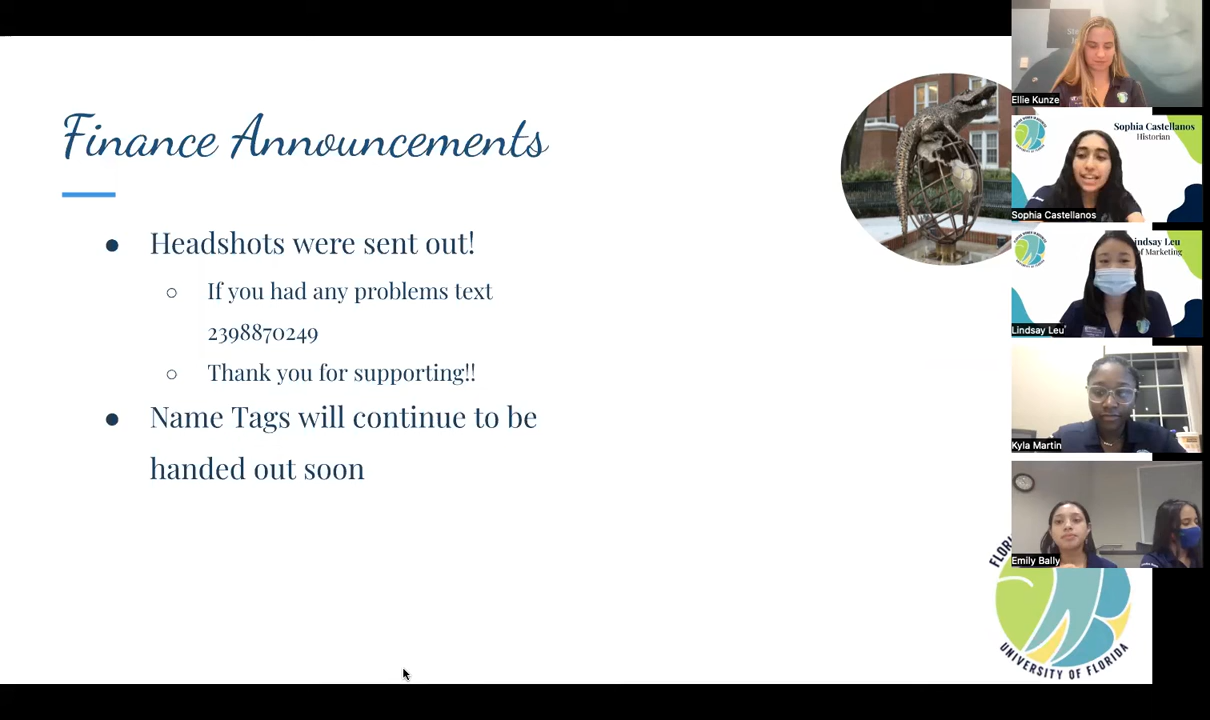 Finance Announcements
● Headshots were sent out!
○ If you had any problems text
2398870249
○ Thank you for supporting!!
● Name Tags will continue to be
handed out soon
Ellie Kunze
Sophia Castellanos
Historian
Sophia Castellanos
indsay Leu
of Marketing
Lindsay Leu
Kyla Martin
Emily Bally
FLORI
UNIVERSITY OF FLORIDA